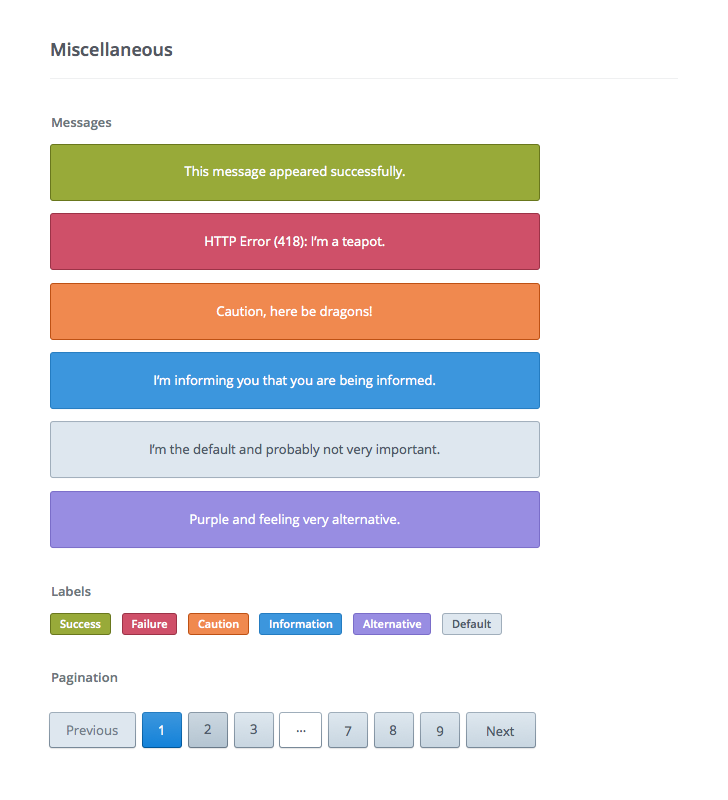 Miscellaneous
Messages
This message appeared successfully.
HTTP Error (418): I’m a teapot.
Caution, here be dragons!
I’m informing you that you are being informed.
I’m the default and probably not very important.
Purple and feeling very alternative.
Labels
Success Failure Caution Information Alternative Default
Pagination
Previous 1 2 3 ... 7 8 9 Next